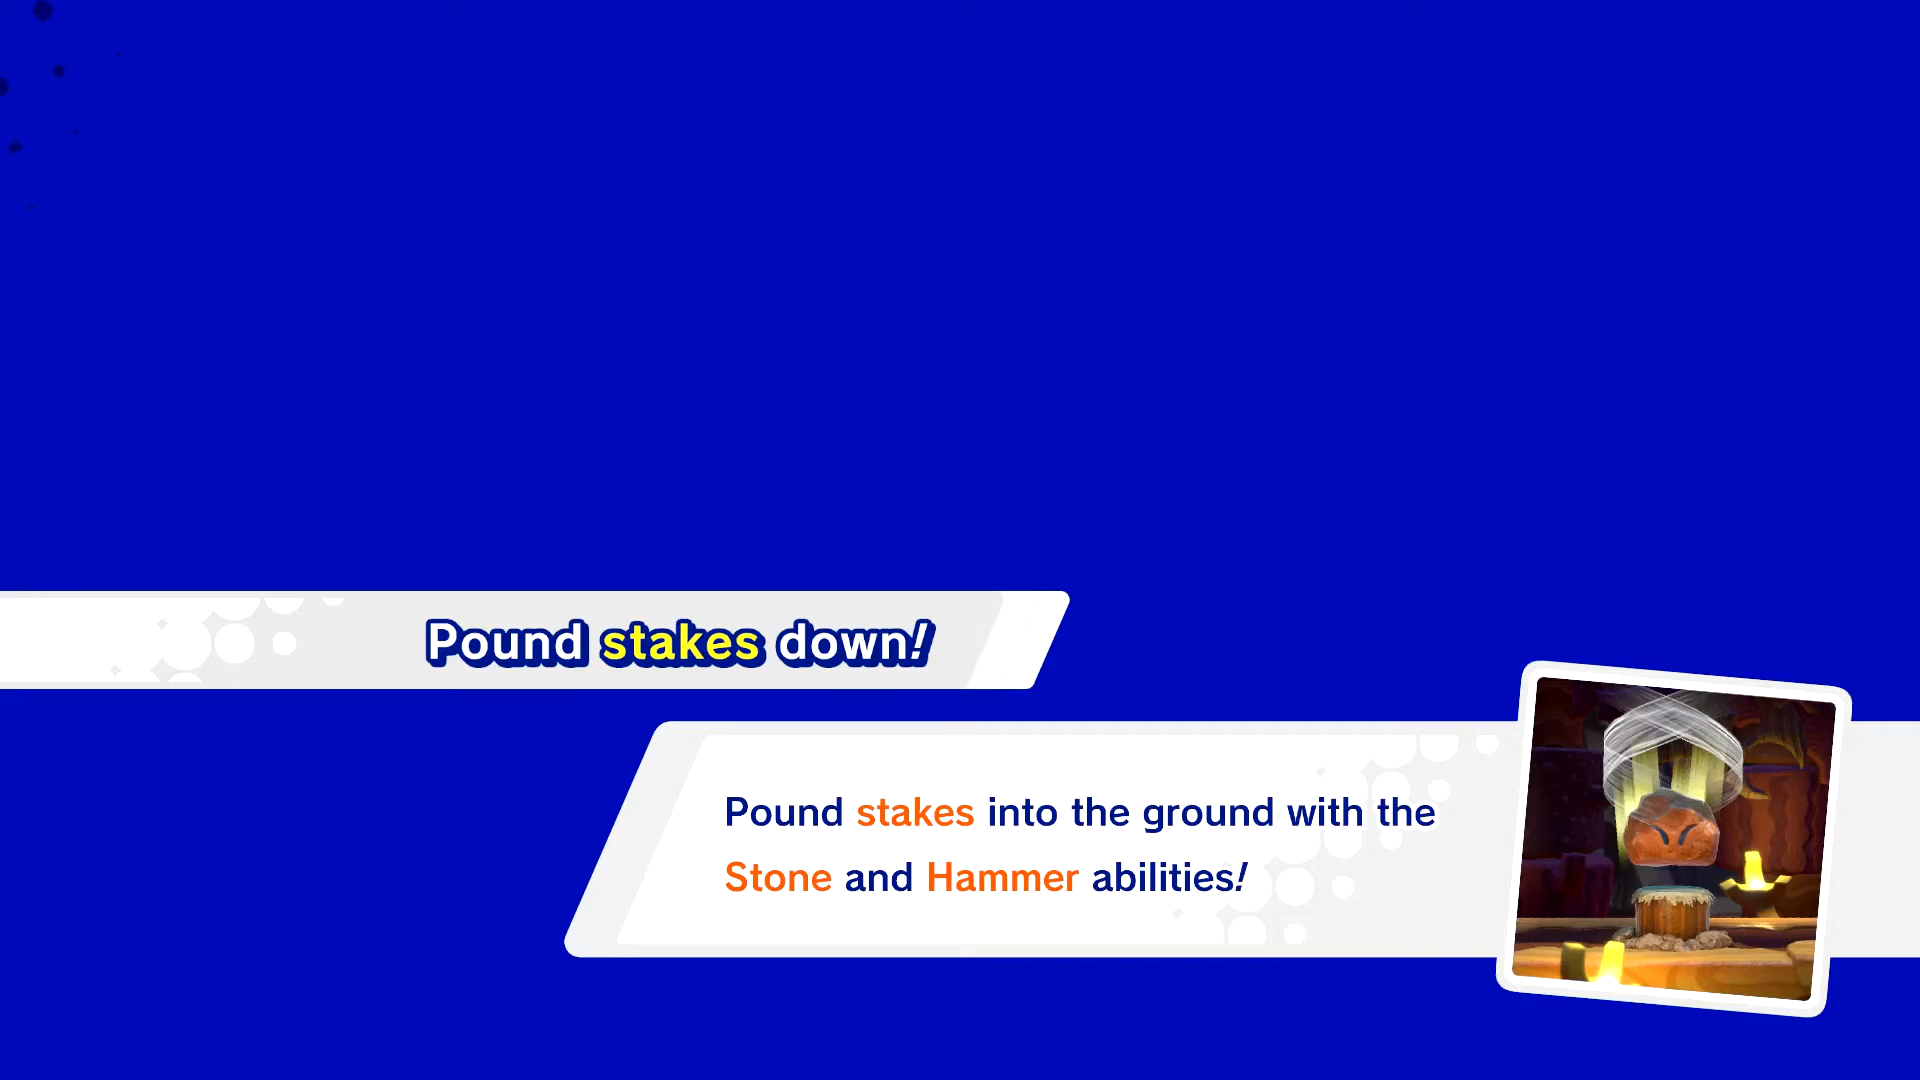 Pound stakes down!
Pound stakes into the ground with the
Stone and Hammer abilities!